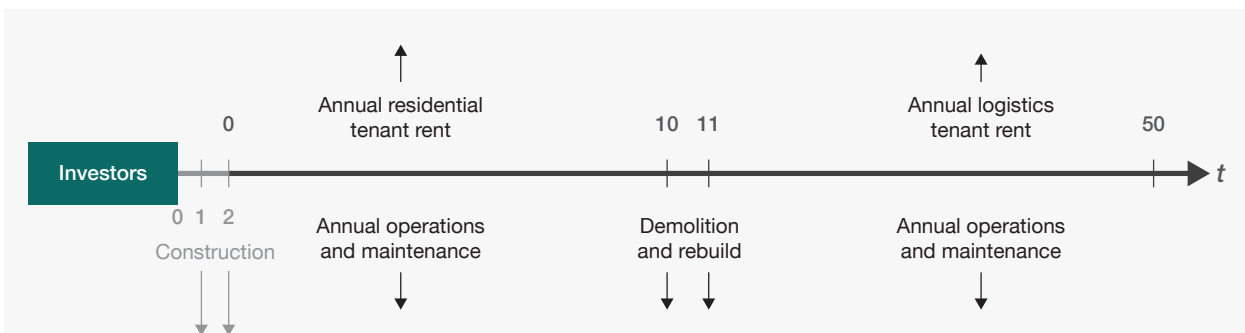 Annual residential
tenant rent
Annual logistics
tenant rent
0
10 11
50
Investors
t
0 1 2
Construction
Annual operations
and maintenance
Demolition
and rebuild
Annual operations
and maintenance